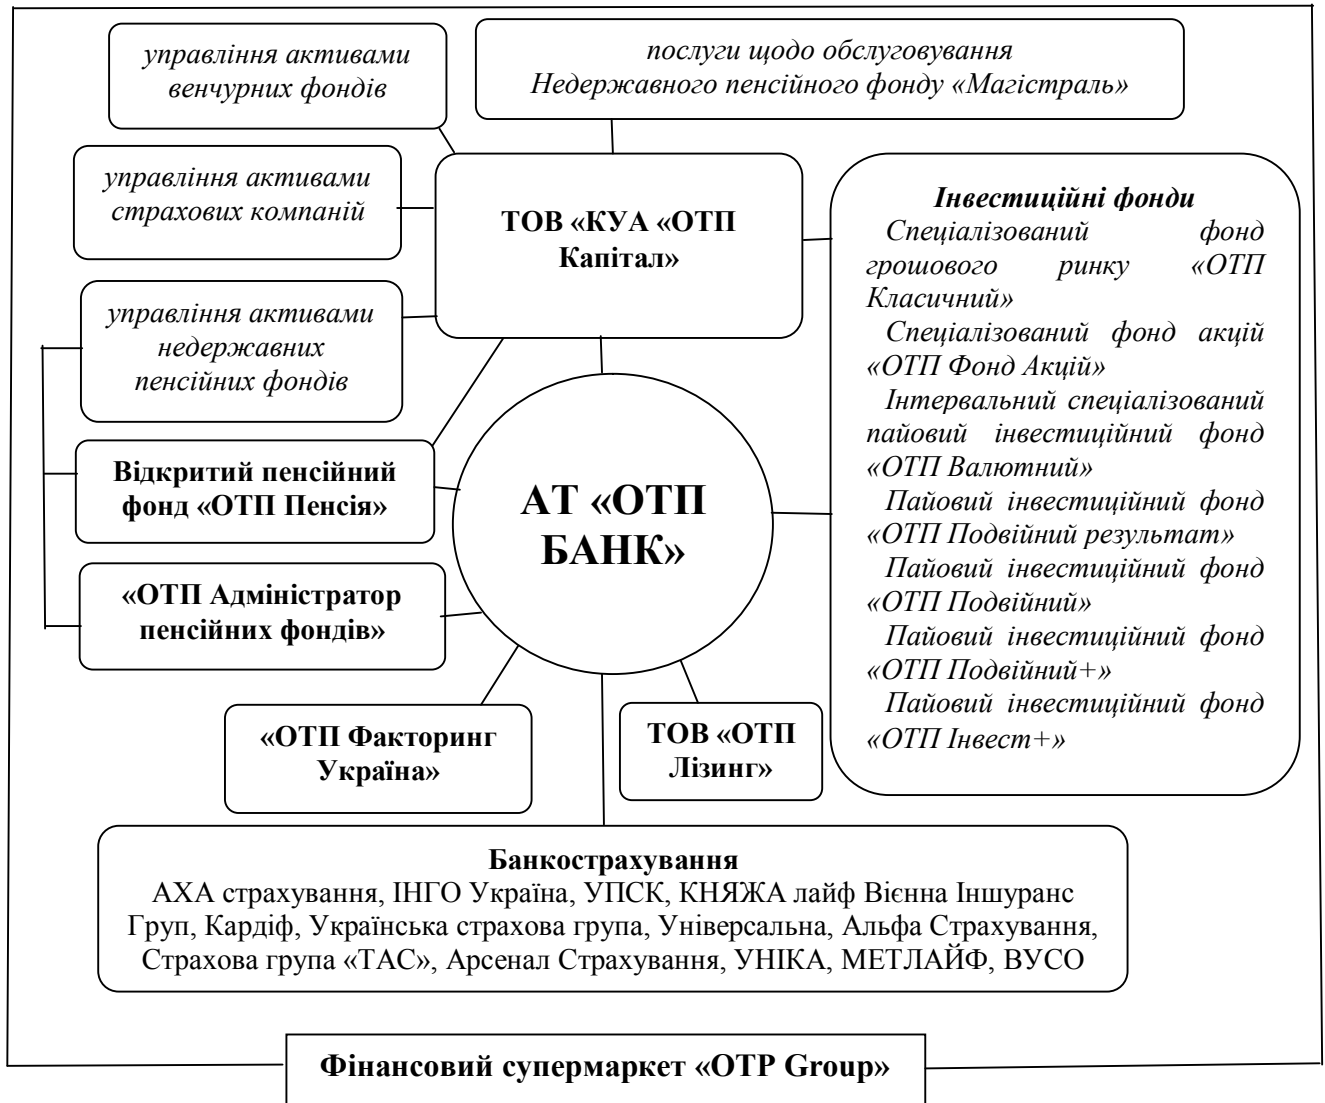 управління активами
венчурних фондів
послуги щодо обслуговування
Недержавного пенсійного фонду «Магістраль»
управління активами
страхових компаній
ТОВ «КУА «ОТП
Капітал»
управління активами
недержавних
пенсійних фондів
Відкритий пенсійний
фонд «ОТП Пенсія»
«ОТП Адміністратор
пенсійних фондів»
АТ «ОТП
БАНК»
Інвестиційні фонди
Спеціалізований фонд
грошового ринку «ОТП
Класичний»
Спеціалізований фонд акцій
«ОТП Фонд Акцій»
Інтервальний спеціалізований
пайовий інвестиційний фонд
«ОТП Валютний»
Пайовий інвестиційний фонд
«ОТП Подвійний результат»
Пайовий інвестиційний фонд
«ОТП Подвійний»
Пайовий інвестиційний фонд
«ОТП Подвійний+»
Пайовий інвестиційний фонд
«ОТП Інвест+»
«ОТП Факторинг
Україна»
ТОВ «ОТП
Лізинг»
Банкострахування
АХА страхування, ІНГО Україна, УПСК, КНЯЖА лайф Вієнна Іншуранс
Груп, Кардіф, Українська страхова група, Універсальна, Альфа Страхування,
Страхова група «ТАС», Арсенал Страхування, УНІКА, МЕТЛАЙФ, ВУСО
Фінансовий супермаркет «OTP Group»